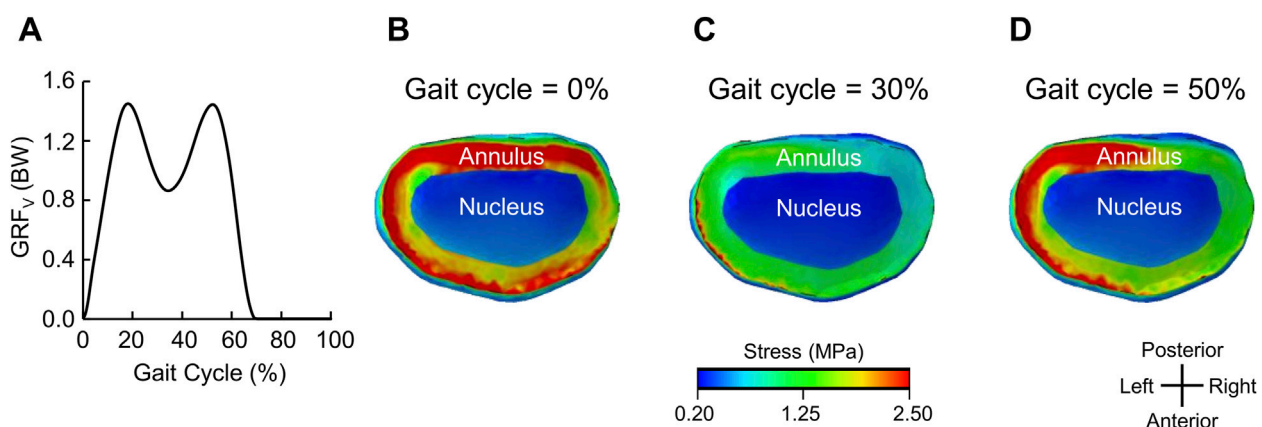 A
GRFV (BW)
1.6
1.2
0.8
0.4
0.0
0 20 40 60 80 100
Gait Cycle (%)
B
Gait cycle = 0%
Annulus
Nucleus
C
Gait cycle = 30%
Annulus
Nucleus
Stress (MPa)
0.20 1.25 2.50
D
Gait cycle = 50%
Annulus
Nucleus
Posterior
Left Right
Anterior